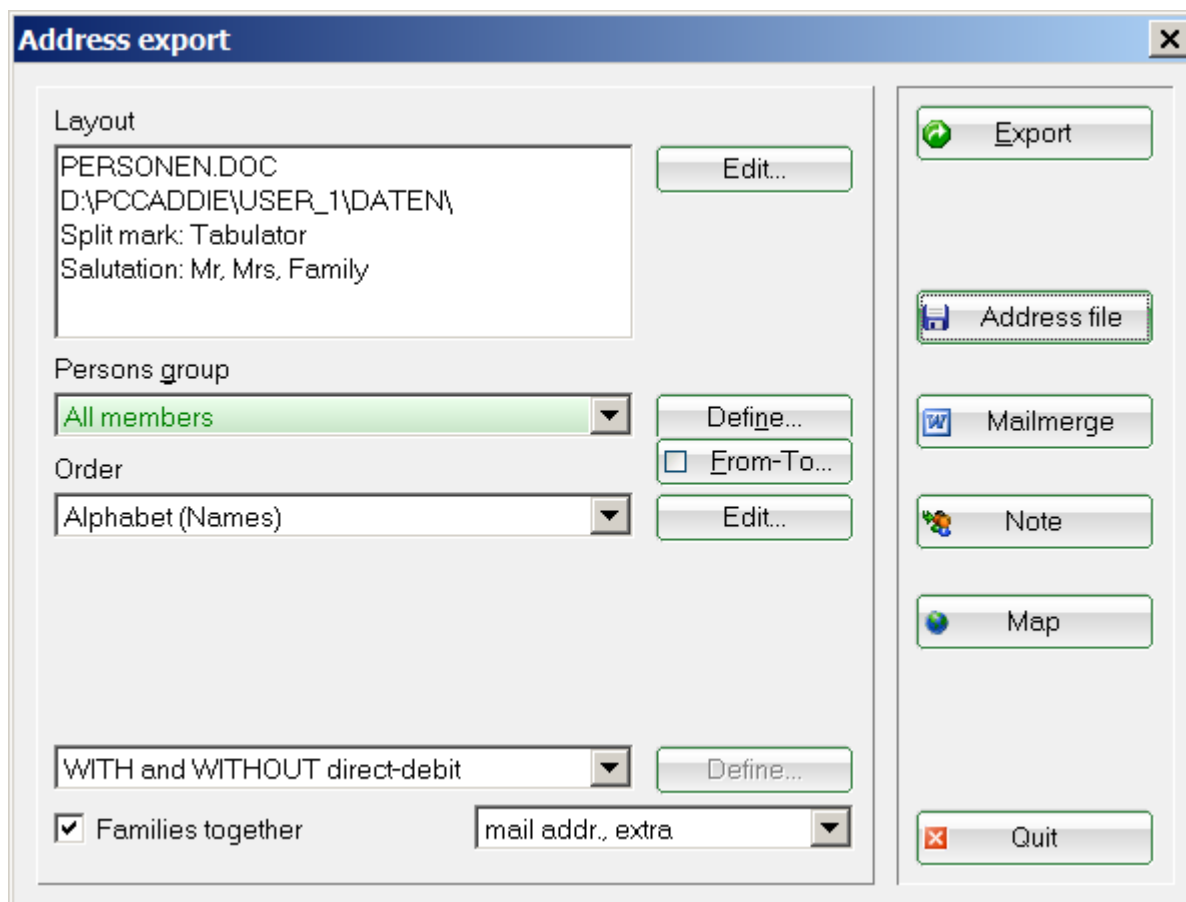 Address export
Layout
PERSONEN.DOC
D:\PCCADDIE\USER_1\DATEN\
Split mark: Tabulator
Salutation: Mr, Mrs, Family
Edit...
Persons group
All members
Define...
From-To...
Order
Alphabet (Names)
Edit...
WITH and WITHOUT direct-debit
Define...
Families together
mail addr., extra
Export
Address file
Mailmerge
Note
Map
Quit